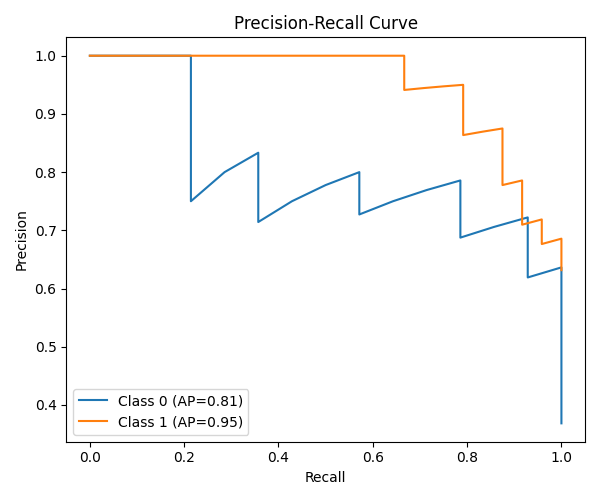 Precision-Recall Curve
1.0
0.9
0.8
0.7
0.6
0.5
0.4
Precision
Class 0 (AP=0.81)
Class 1 (AP=0.95)
0.0 0.2 0.4 0.6 0.8 1.0
Recall